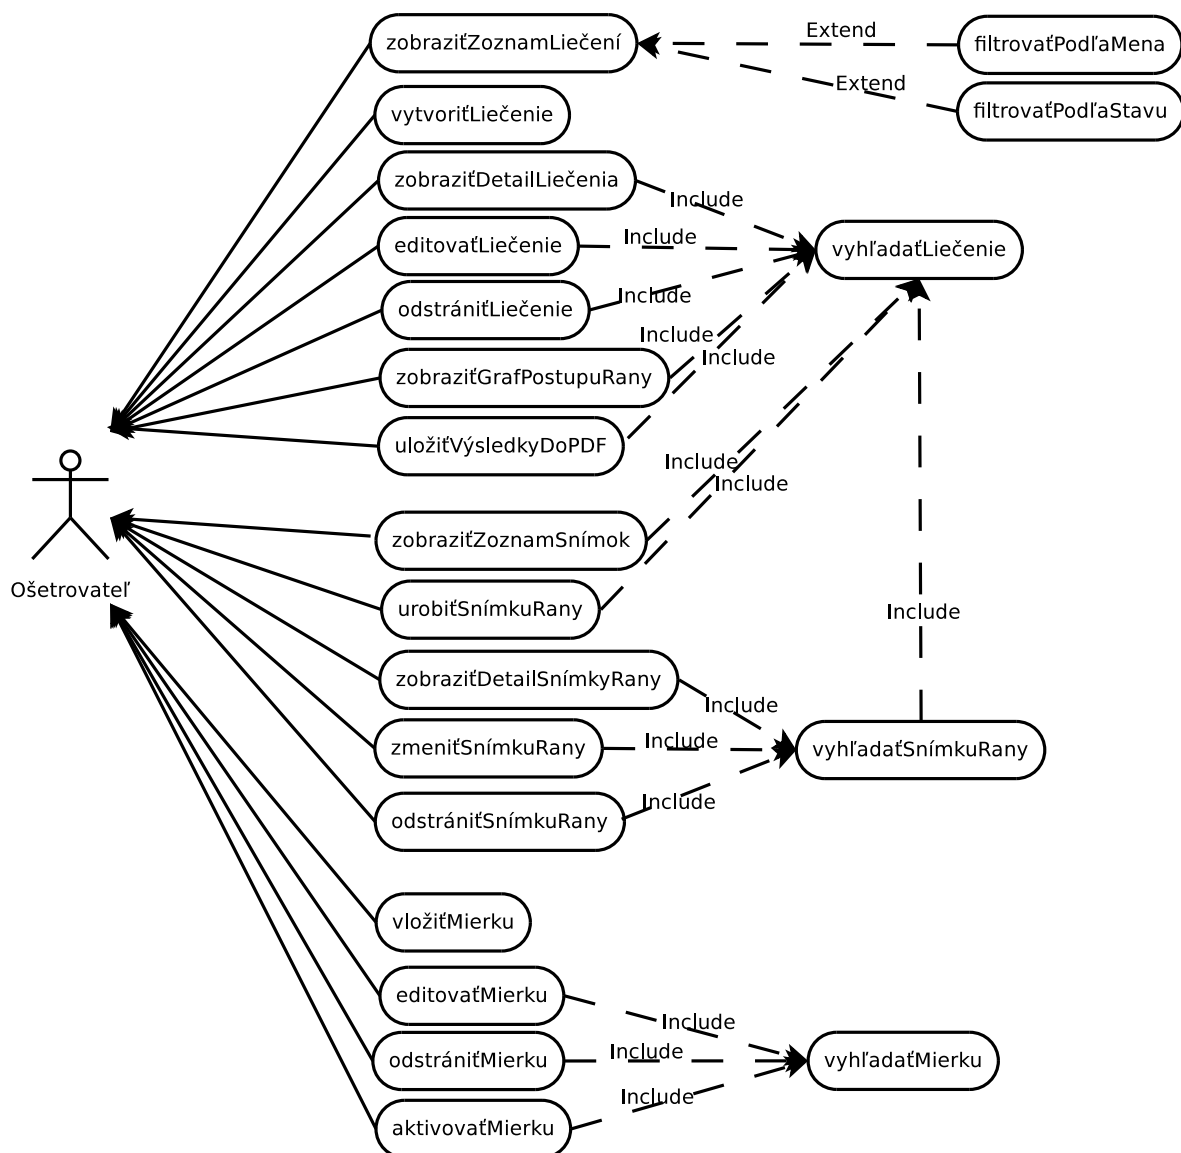 zobraziťZoznamLiečení
Extend
filtrovaťPodľaMena
Extend
filtrovaťPodľaStavu
vytvoriťLiečenie
zobraziťDetailLiečenia
Include
editovaťLiečenie
Include
vyhľadaťLiečenie
odstrániťLiečenie
Include
Include
Include
zobraziťGrafPostupuRany
uložiťVýsledkyDoPDF
Include
Include
zobraziťZoznamSnímok
Ošetrovateľ
urobiťSnímkuRany
Include
zobraziťDetailSnímkyRany
Include
zmeniťSnímkuRany
Include
vyhľadaťSnímkuRany
odstrániťSnímkuRany
Include
vložiťMierku
editovaťMierku
Include
odstrániťMierku
Include
vyhľadaťMierku
Include
aktivovaťMierku